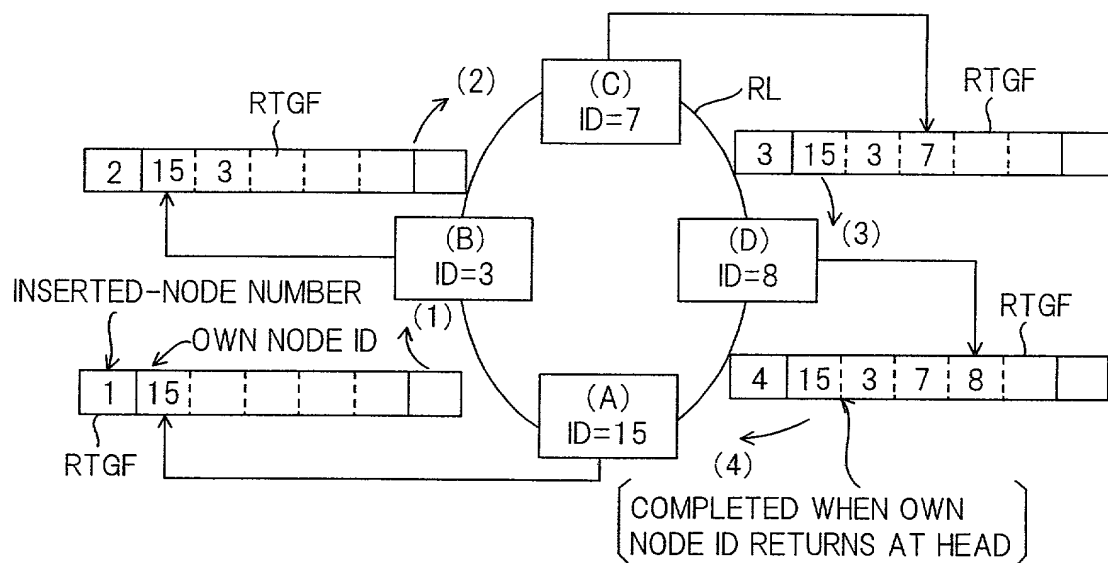 (C)
ID=7
RL
(2)
RTGF
2 15 3
RTGF
3 15 3 7
(3)
(B)
ID=3
(D)
ID=8
INSERTED-NODE NUMBER
(1)
OWN NODE ID
1 15
RTGF
(A)
ID=15
RTGF
4 15 3 7 8
(4)
COMPLETED WHEN OWN
NODE ID RETURNS AT HEAD